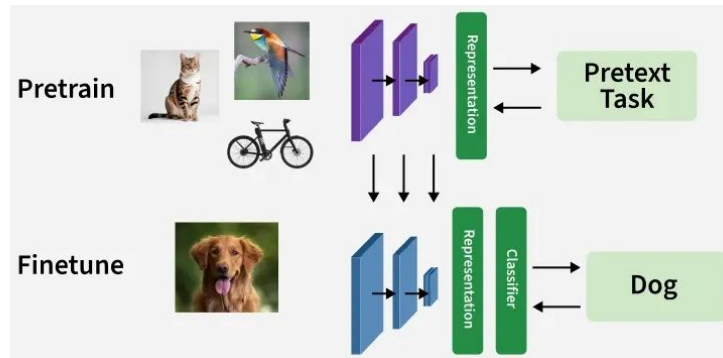 Pretrain
Representation
Pretext
Task
Finetune
Representation
Classifier
Dog